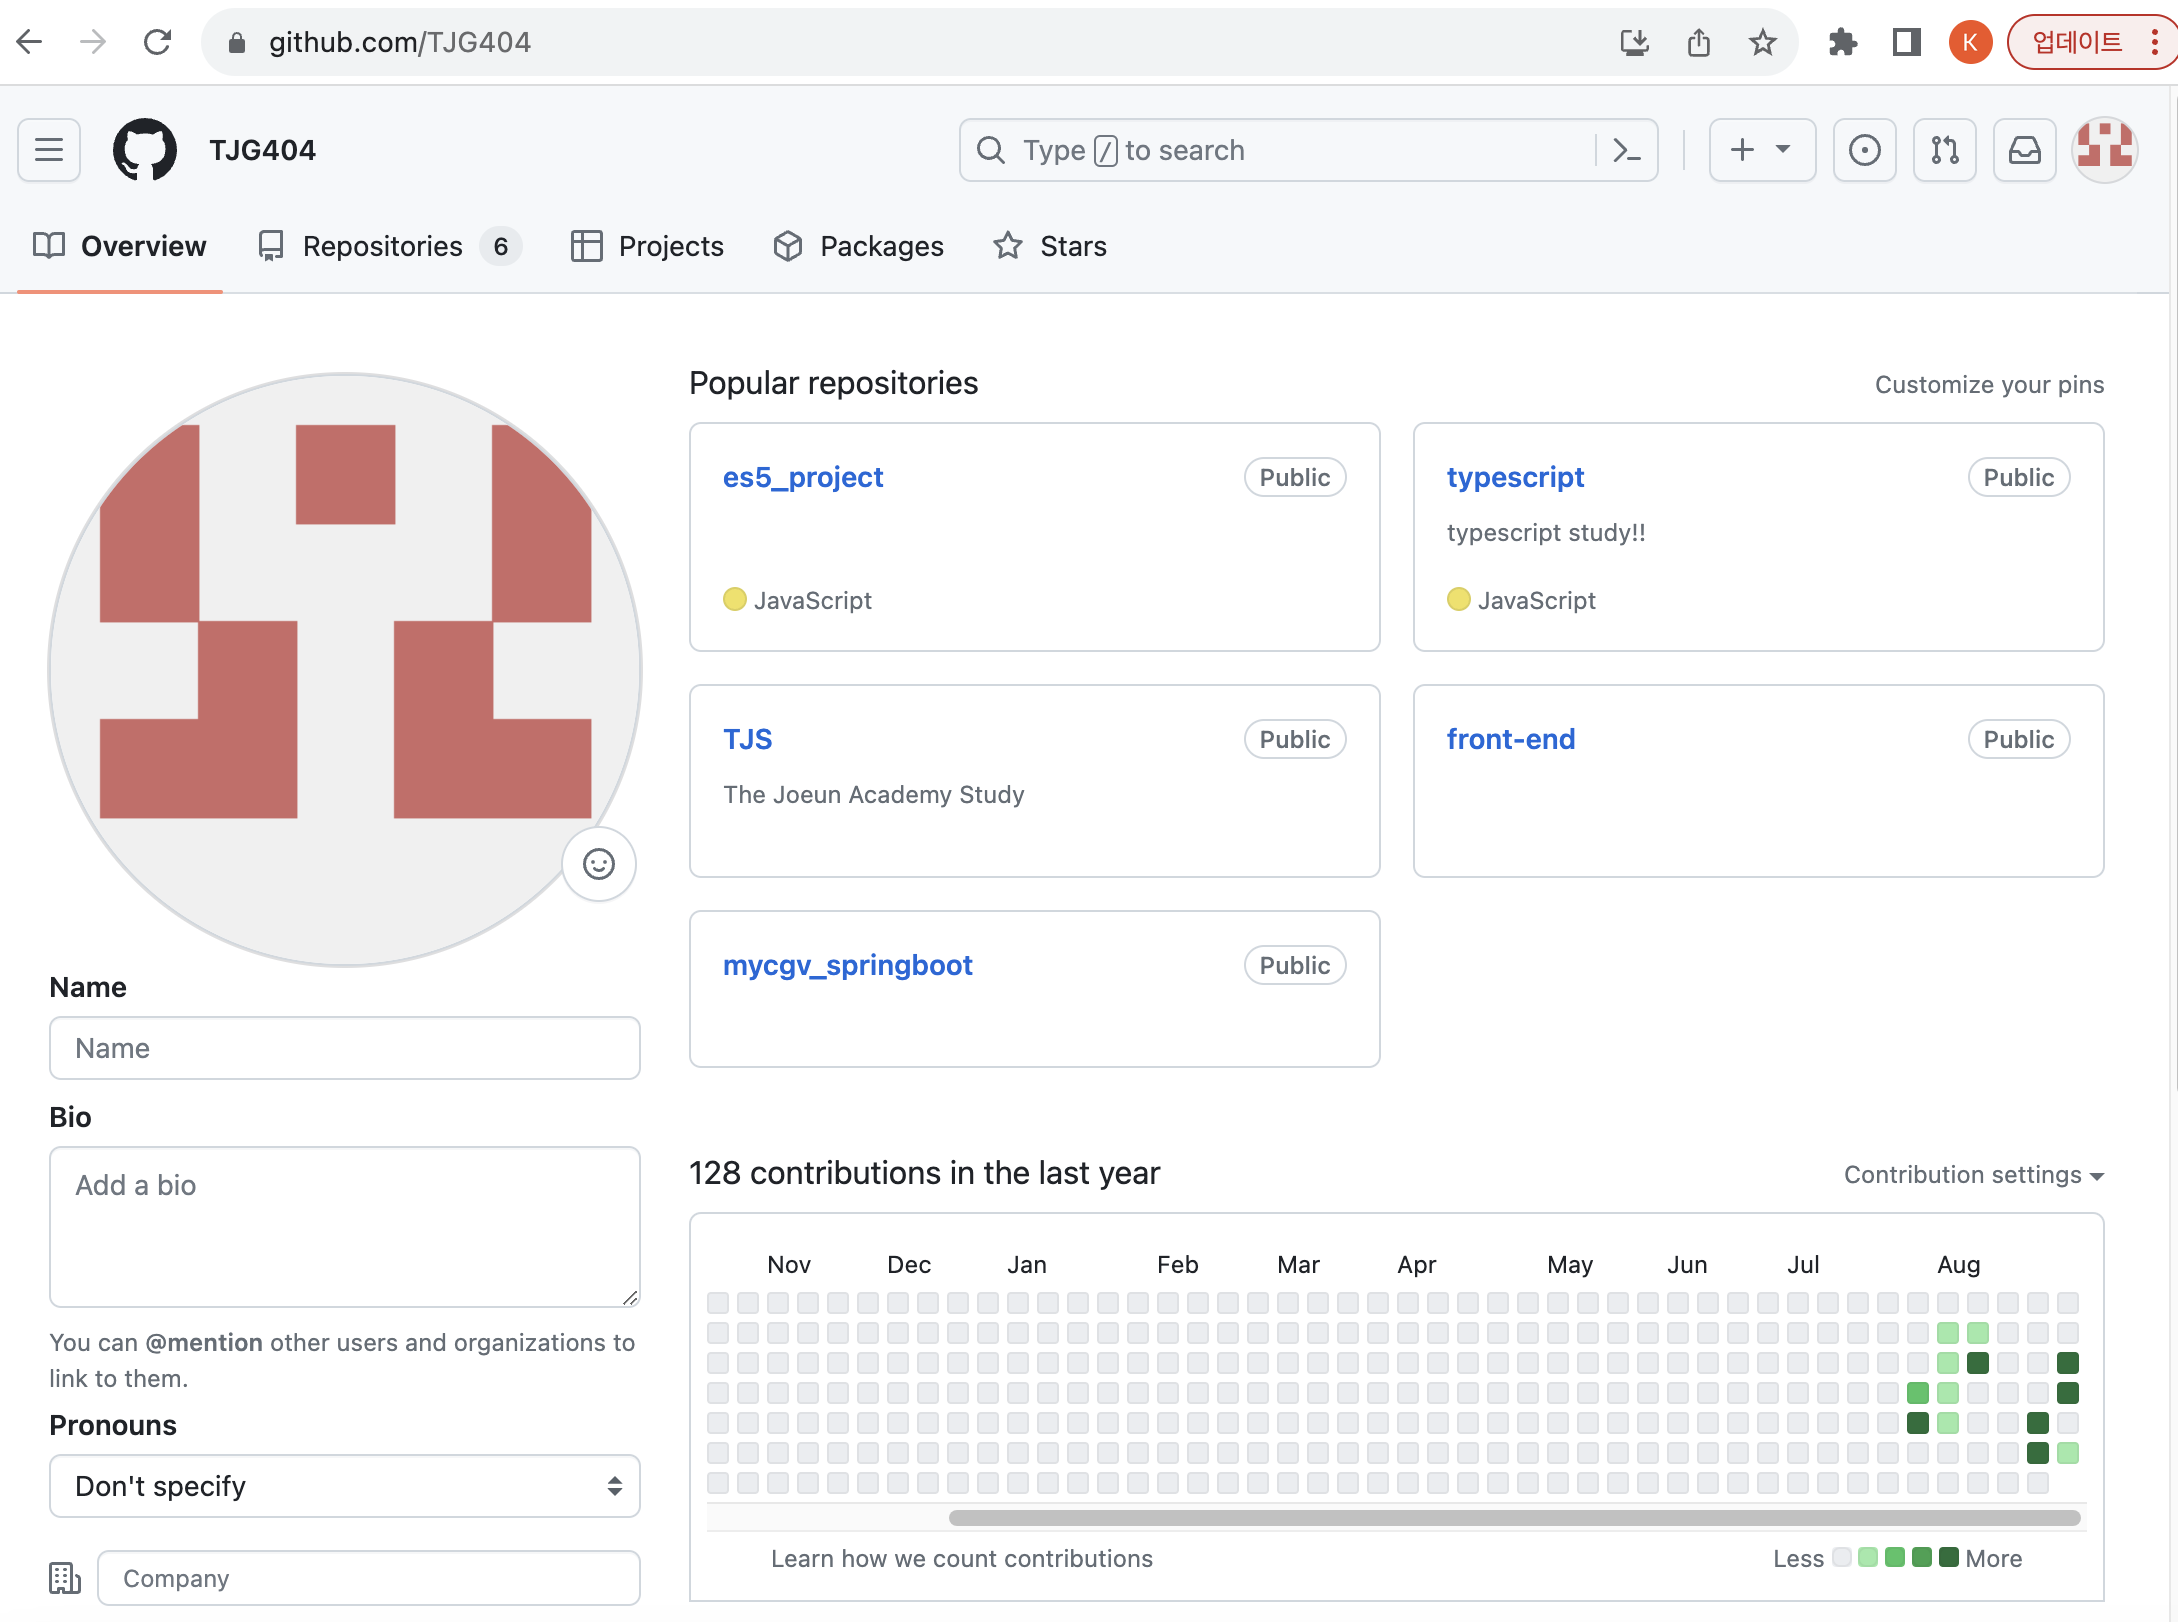 github.com/TJG404
K
업데이트
TJG404
Type / to search
Overview
Repositories 6
Projects
Packages
Stars
Popular repositories
Customize your pins
es5_project
Public
JavaScript
typescript
Public
typescript study!!
JavaScript
TJS
Public
The Joeun Academy Study
front-end
Public
mycgv_springboot
Public
Name
Name
Bio
Add a bio
You can @mention other users and organizations to
link to them.
Pronouns
Don't specify
Company
128 contributions in the last year
Contribution settings
Nov Dec Jan Feb Mar Apr May Jun Jul Aug
Learn how we count contributions
Less More